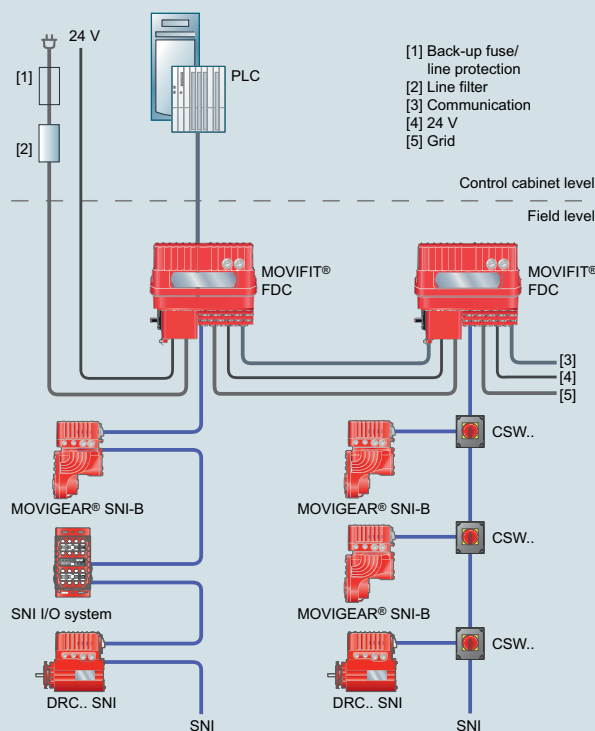 24 V
[1]
[2]
PLC
[1] Back-up fuse/
line protection
[2] Line filter
[3] Communication
[4] 24 V
[5] Grid
Control cabinet level
Field level
MOVIFIT®
FDC
MOVIFIT®
FDC
[3]
[4]
[5]
MOVIGEAR® SNI-B
SNI I/O system
DRC.. SNI
SNI
CSW..
MOVIGEAR® SNI-B
CSW..
MOVIGEAR® SNI-B
CSW..
DRC.. SNI
SNI